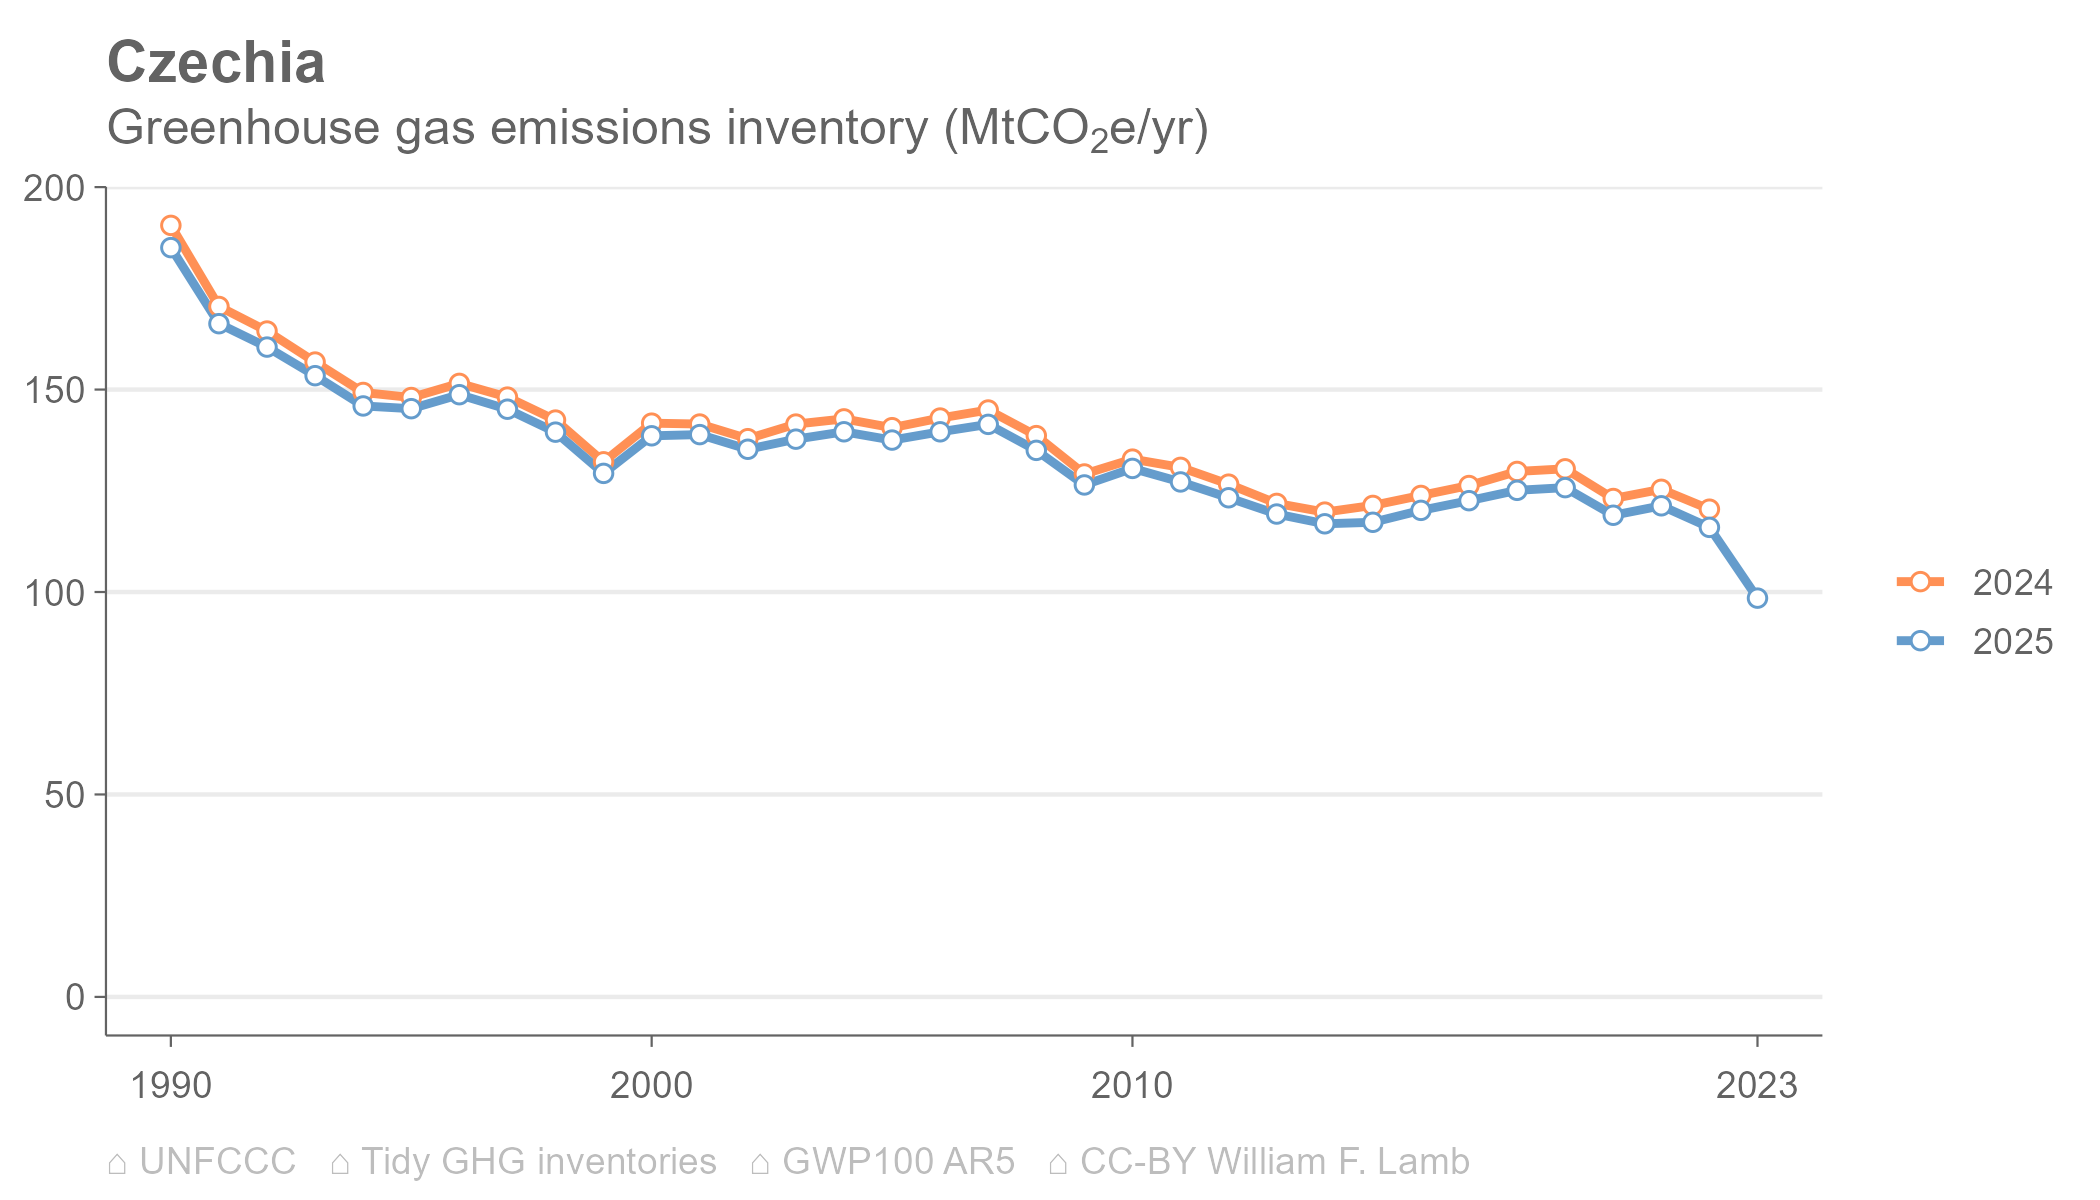 Czechia
Greenhouse gas emissions inventory (MtCO₂e/yr)
200
150
100
50
0
1990 2000 2010 2023
2024
2025
⌂ UNFCCC ⌂ Tidy GHG inventories ⌂ GWP100 AR5 ⌂ CC-BY William F. Lamb